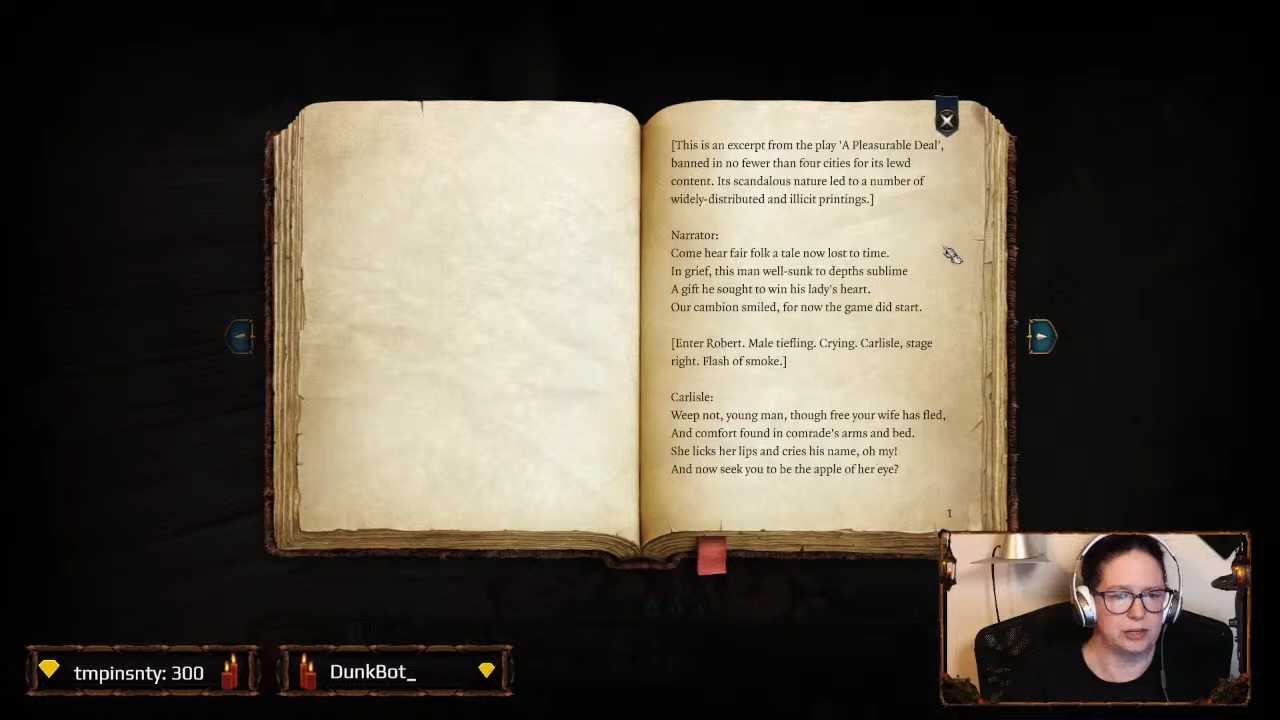 [This is an excerpt from the play 'A Pleasurable Deal',
banned in no fewer than four cities for its lewd
content. Its scandalous nature led to a number of
widely-distributed and illicit printings.]
Narrator:
Come hear fair folk a tale now lost to time.
In grief, this man well-sunk to depths sublime
A gift he sought to win his lady's heart.
Our cambion smiled, for now the game did start.
[Enter Robert. Male tiefling. Crying. Carlisle, stage
right. Flash of smoke.]
Carlisle:
Weep not, young man, though free your wife has fled,
And comfort found in comrade's arms and bed.
She licks her lips and cries his name, oh my!
And now seek you to be the apple of her eye?
1
tmpinsnty: 300
DunkBot_